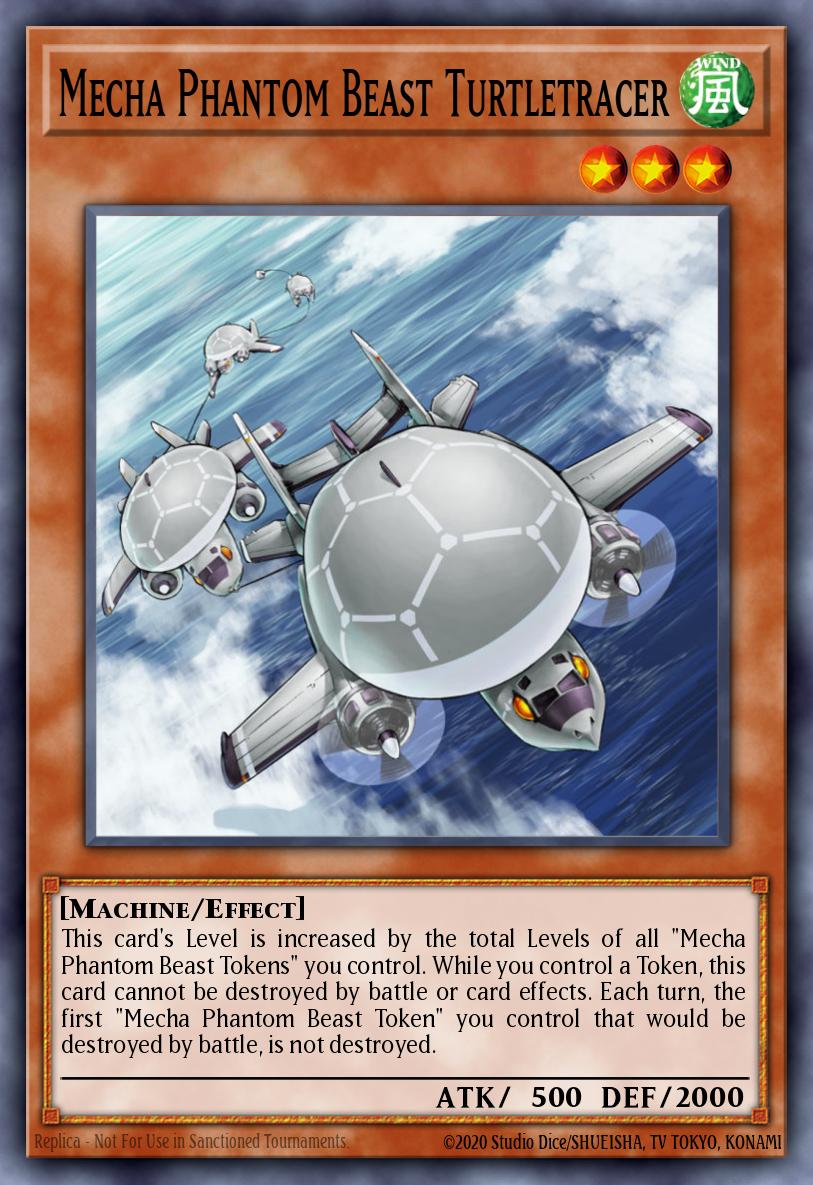 MECHA PHANTOM BEAST TURTLETRACER
WIND
風
[MACHINE/EFFECT]
This card's Level is increased by the total Levels of all "Mecha
Phantom Beast Tokens" you control. While you control a Token, this
card cannot be destroyed by battle or card effects. Each turn, the
first "Mecha Phantom Beast Token" you control that would be
destroyed by battle, is not destroyed.
ATK/ 500 DEF/2000
Replica - Not For Use in Sanctioned Tournaments.
©2020 Studio Dice/SHUEISHA, TV TOKYO, KONAMI